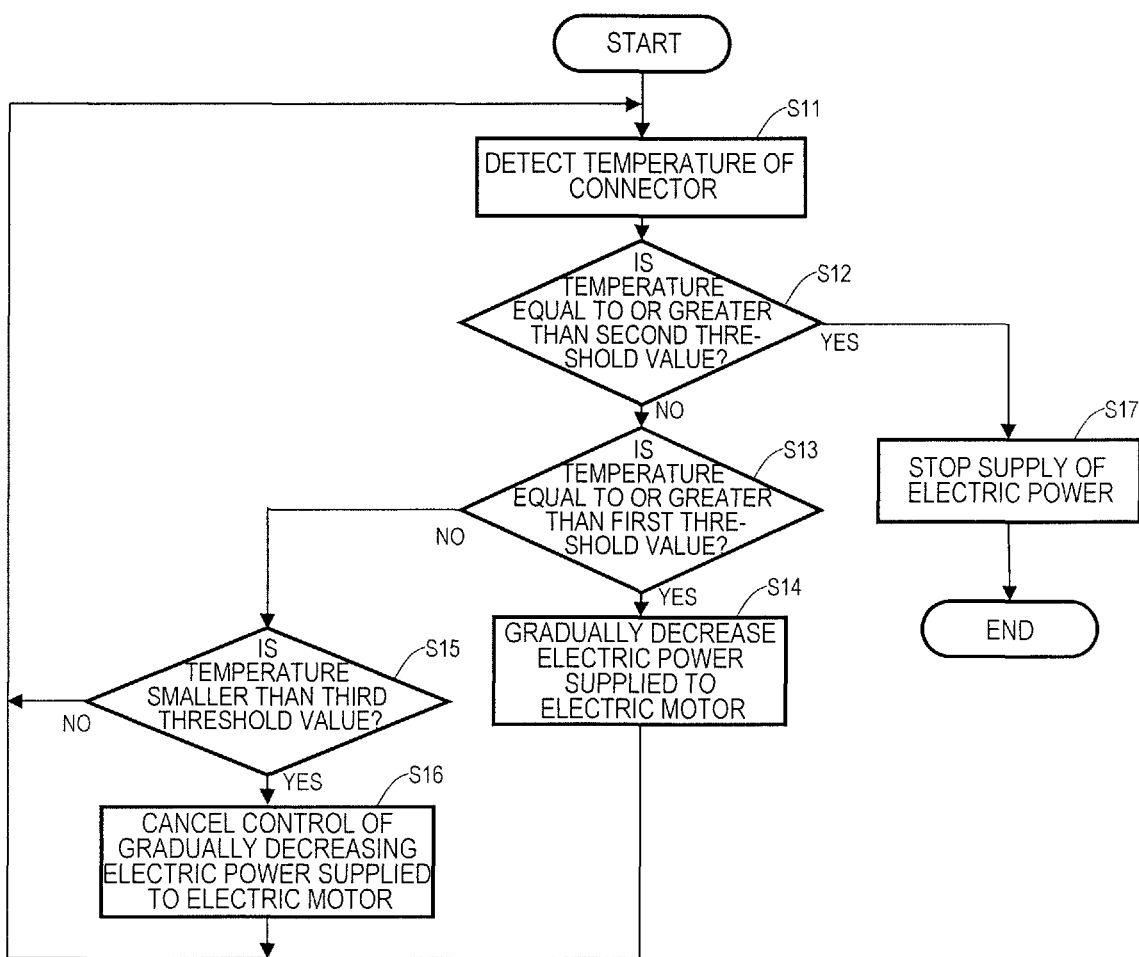 START
S11
DETECT TEMPERATURE OF
CONNECTOR
IS
TEMPERATURE
EQUAL TO OR GREATER
THAN SECOND THRE-
SHOLD VALUE?
S12
YES
NO
S17
STOP SUPPLY OF
ELECTRIC POWER
END
IS
TEMPERATURE
EQUAL TO OR GREATER
THAN FIRST THRE-
SHOLD VALUE?
S13
NO
YES
S14
GRADUALLY DECREASE
ELECTRIC POWER
SUPPLIED TO
ELECTRIC MOTOR
IS
TEMPERATURE
SMALLER THAN THIRD
THRESHOLD VALUE?
S15
NO
YES
S16
CANCEL CONTROL OF
GRADUALLY DECREASING
ELECTRIC POWER SUPPLIED
TO ELECTRIC MOTOR